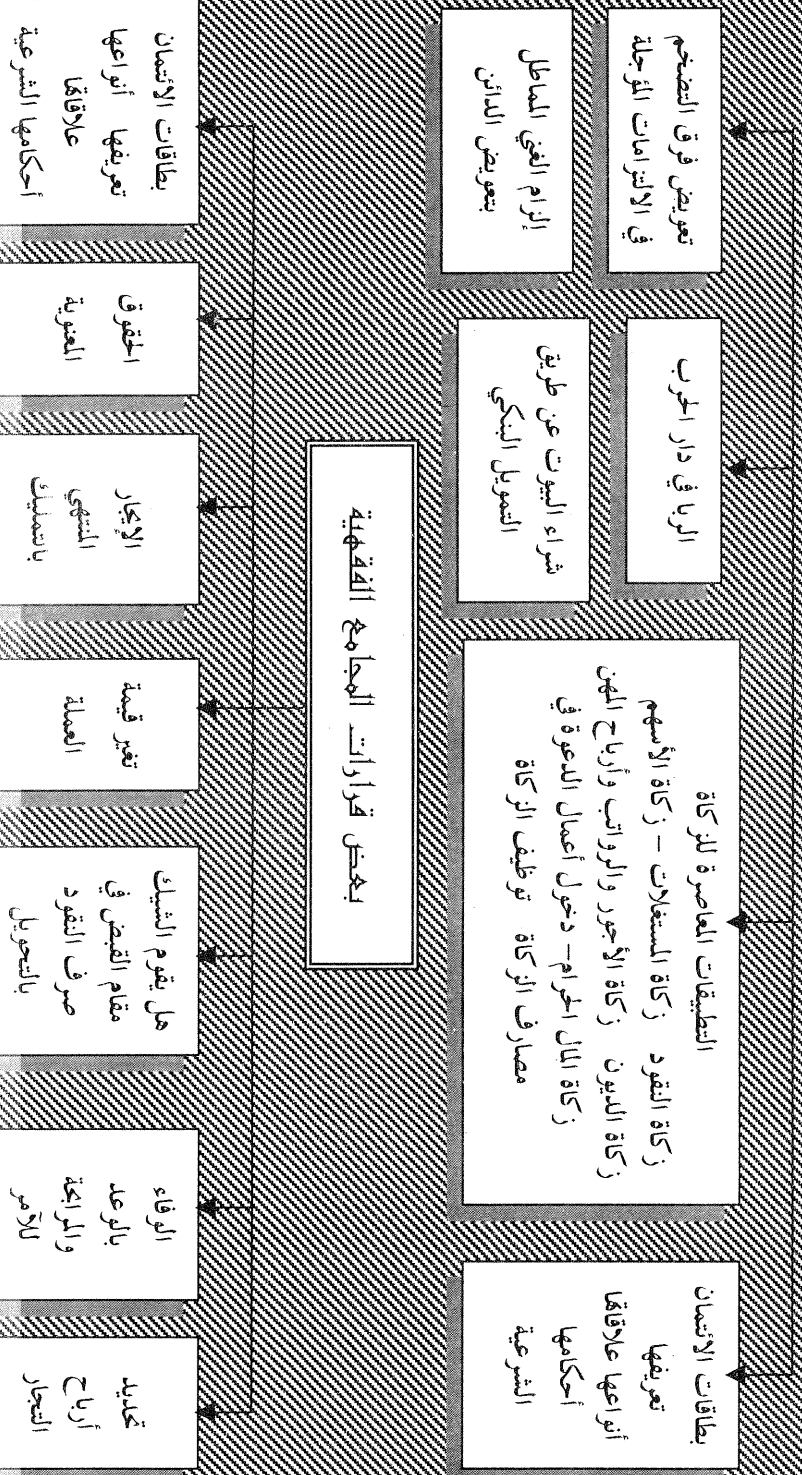 بطاقات الائتمان
تعريفها
أنواعها علاقاتها
أحكامها
الشرعية
التطبيقات المعاصرة للزكاة
زكاة النقود زكاة المستغلات – زكاة الأسهم
زكاة الديون زكاة الأجور والرواتب وأرباح المهن
زكاة المال الحرام– دخول أعمال الدعوة في
مصارف الزكاة توظيف الزكاة
الربا في دار الحرب
تعويض فرق التضخم
في الالتزامات المؤجلة
شراء البيوت عن طريق
التمويل البنكي
إلزام الغني المماطل
بتعويض الدائن
بعض قرارات المجامع الفقهية
تحديد
أرباح
التجار
الوفاء
بالوعد
والمرابحة
للآمر
هل يقوم الشيك
مقام القبض في
صرف النقود
بالتحويل
تغير قيمة
العملة
الإيجار
المنتهي
بالتمليك
الحقوق
المعنوية
بطاقات الائتمان
تعريفها أنواعها
علاقاتها
أحكامها الشرعية